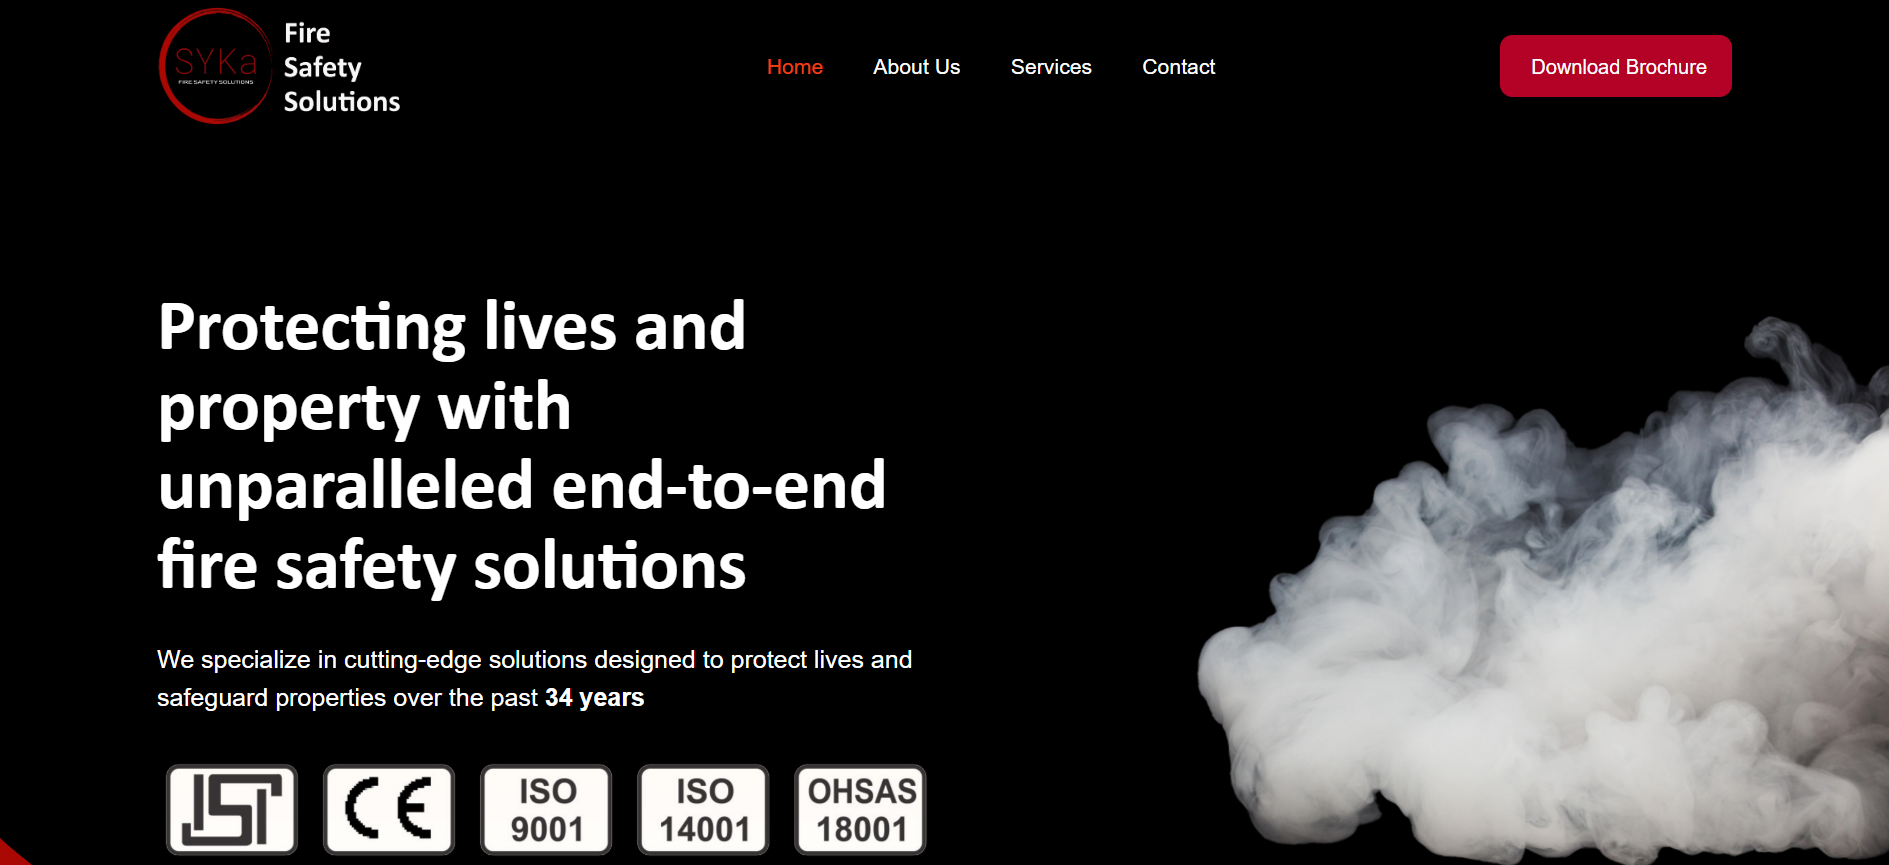 SYKa
FIRE SAFETY SOLUTIONS
Fire
Safety
Solutions
Home About Us Services Contact
Download Brochure
Protecting lives and
property with
unparalleled end-to-end
fire safety solutions
We specialize in cutting-edge solutions designed to protect lives and
safeguard properties over the past 34 years
ISI
CE
ISO
9001
ISO
14001
OHSAS
18001